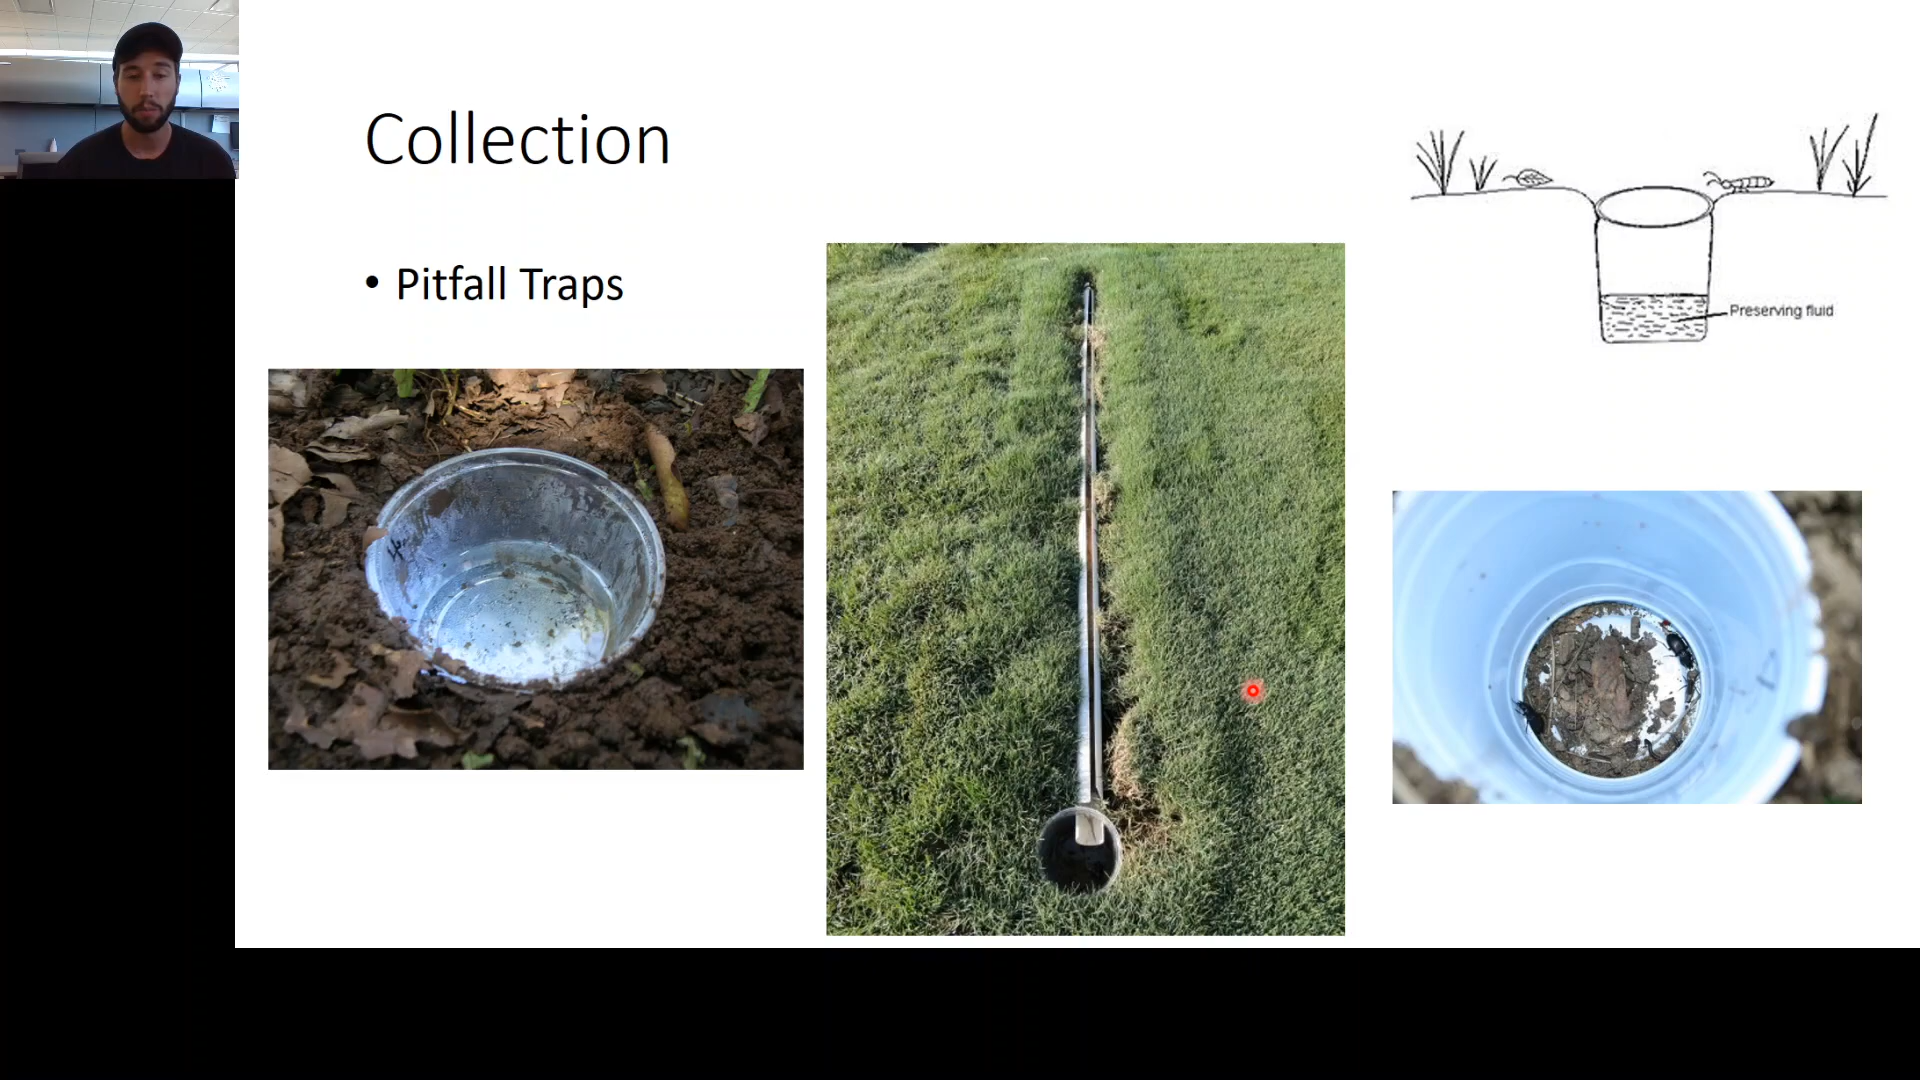 Collection
• Pitfall Traps
Preserving fluid